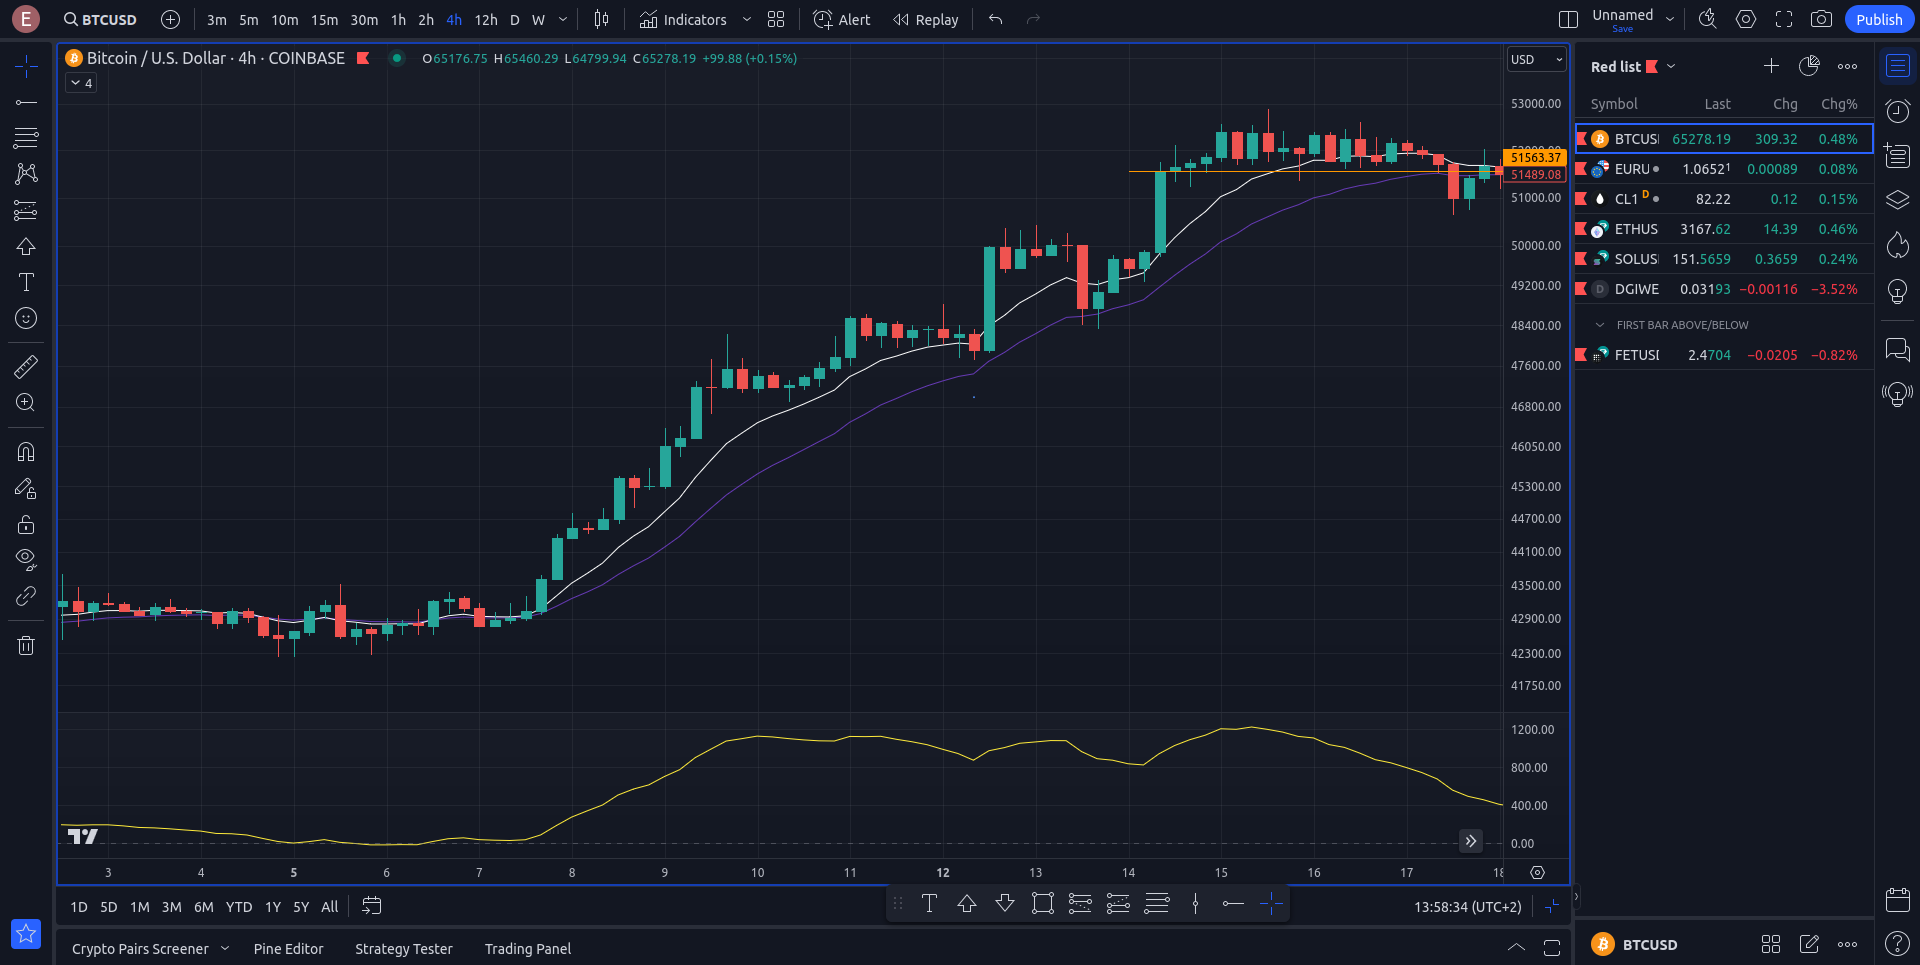 E
BTCUSD
3m 5m 10m 15m 30m 1h 2h 4h 12h D W
Indicators
Alert
Replay
Unnamed
Save
Publish
Bitcoin / U.S. Dollar · 4h · COINBASE
O65176.75 H65460.29 L64799.94 C65278.19 +99.88 (+0.15%)
4
USD
53000.00
51563.37
51489.08
51000.00
50000.00
49200.00
48400.00
47600.00
46800.00
46050.00
45300.00
44700.00
44100.00
43500.00
42900.00
42300.00
41750.00
1200.00
800.00
400.00
0.00
3 4 5 6 7 8 9 10 11 12 13 14 15 16 17 18
1D 5D 1M 3M 6M YTD 1Y 5Y All
13:58:34 (UTC+2)
Crypto Pairs Screener
Pine Editor
Strategy Tester
Trading Panel
Red list
Symbol Last Chg Chg%
BTCUS 65278.19 309.32 0.48%
EURU 1.06521 0.00089 0.08%
CL1 D 82.22 0.12 0.15%
ETHUS 3167.62 14.39 0.46%
SOLUS 151.5659 0.3659 0.24%
D DGIWE 0.03193 −0.00116 −3.52%
FIRST BAR ABOVE/BELOW
FETUSI 2.4704 −0.0205 −0.82%
BTCUSD